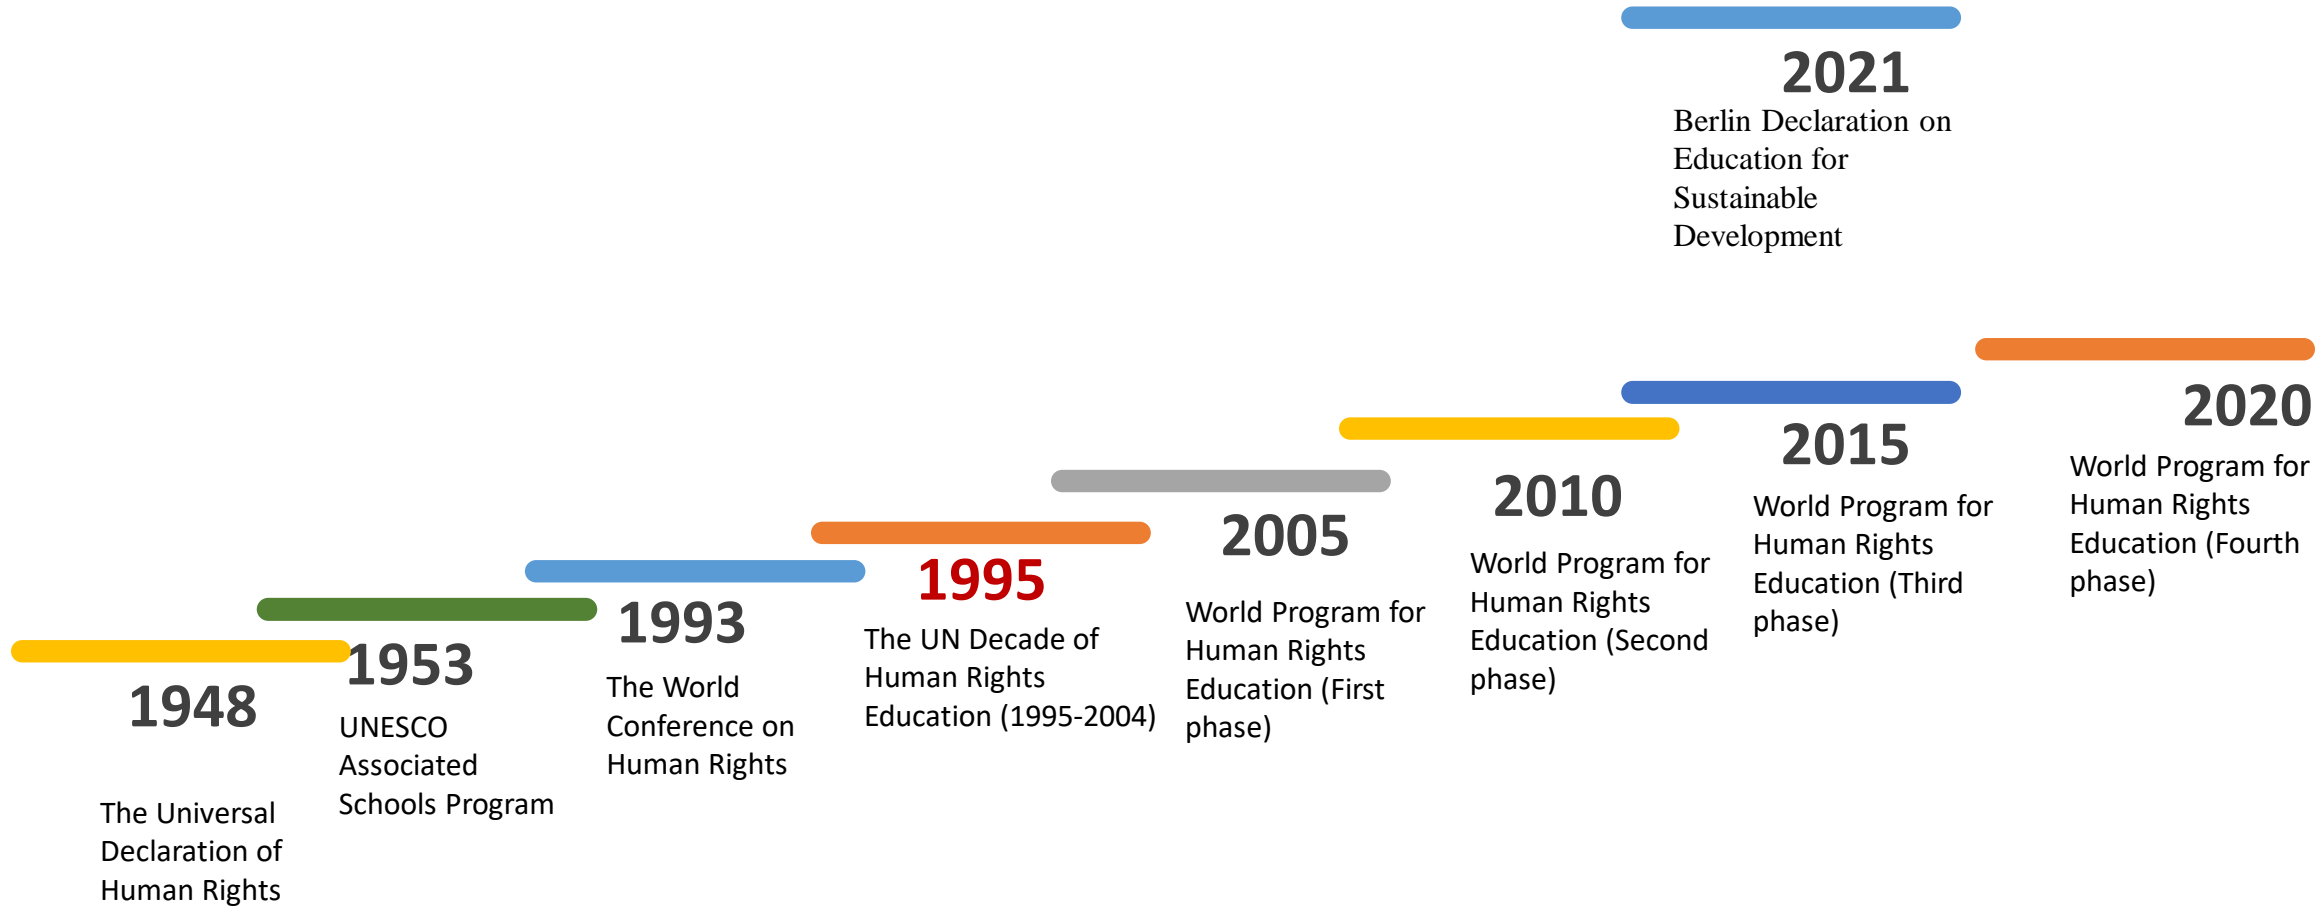 2021
Berlin Declaration on
Education for
Sustainable
Development
1948
The Universal
Declaration of
Human Rights
1953
UNESCO
Associated
Schools Program
1993
The World
Conference on
Human Rights
1995
The UN Decade of
Human Rights
Education (1995-2004)
2005
World Program for
Human Rights
Education (First
phase)
2010
World Program for
Human Rights
Education (Second
phase)
2015
World Program for
Human Rights
Education (Third
phase)
2020
World Program for
Human Rights
Education (Fourth
phase)